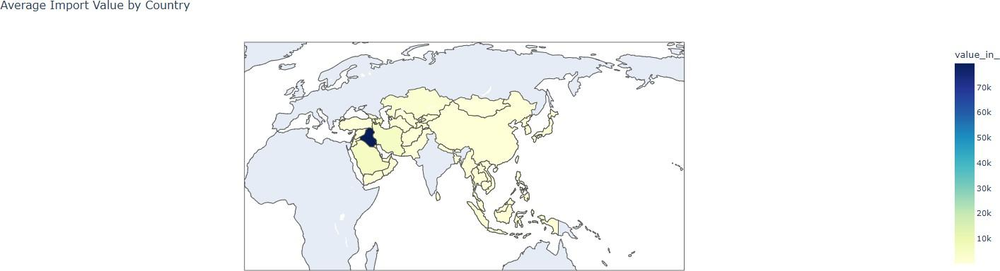 Average Import Value by Country
value_in_
70k
60k
50k
40k
30k
20k
10k